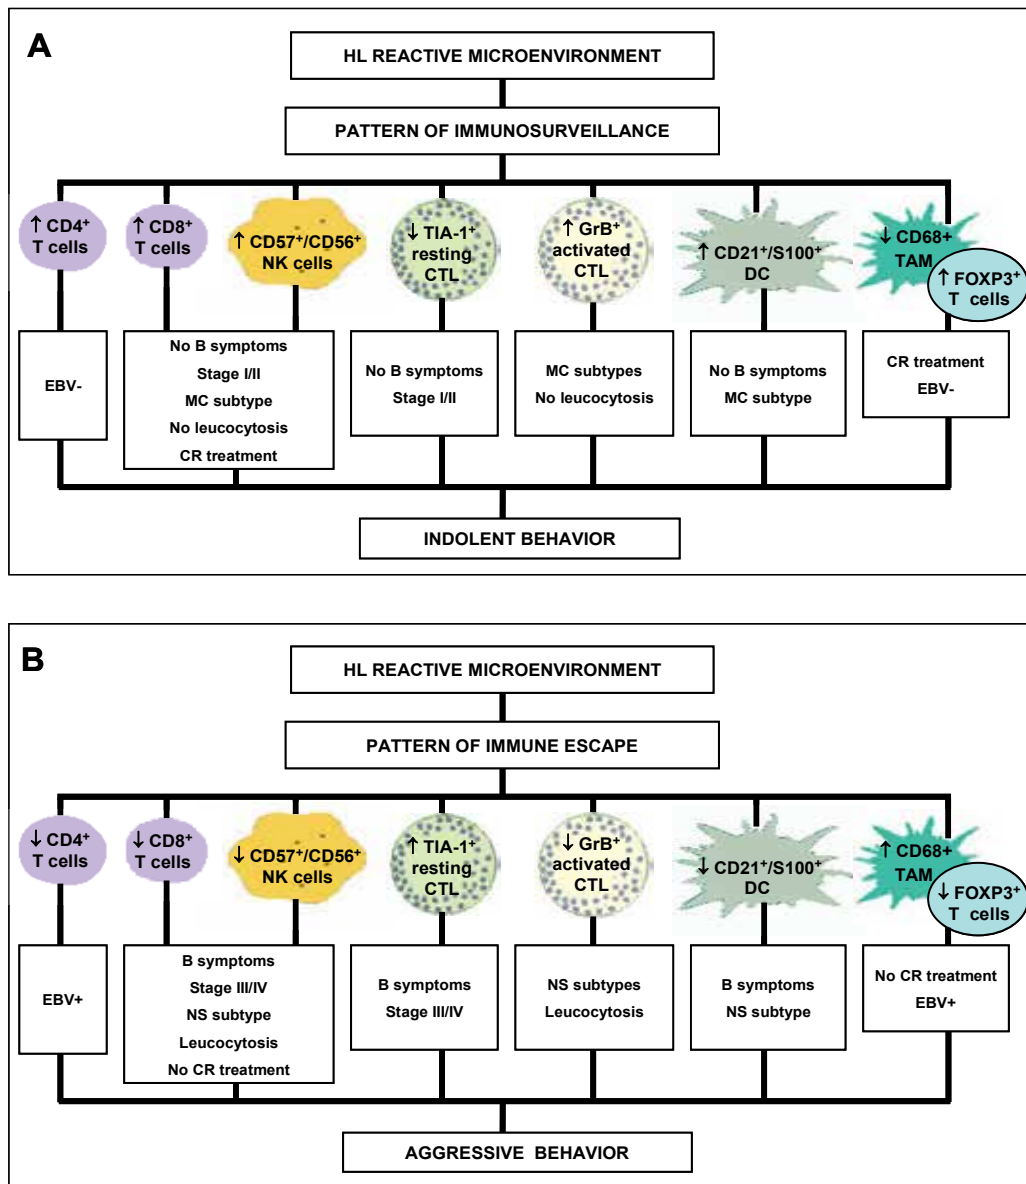 A
HL REACTIVE MICROENVIRONMENT
PATTERN OF IMMUNOSURVEILLANCE
↑ CD4⁺
T cells
↑ CD8⁺
T cells
↑ CD57⁺/CD56⁺
NK cells
↓ TIA-1⁺
resting
CTL
↑ GrB⁺
activated
CTL
↑ CD21⁺/S100⁺
DC
↓ CD68+
TAM
↑ FOXP3⁺
T cells
EBV-
No B symptoms
Stage I/II
MC subtype
No leucocytosis
CR treatment
No B symptoms
Stage I/II
MC subtypes
No leucocytosis
No B symptoms
MC subtype
CR treatment
EBV-
INDOLENT BEHAVIOR
B
HL REACTIVE MICROENVIRONMENT
PATTERN OF IMMUNE ESCAPE
↓ CD4⁺
T cells
↓ CD8⁺
T cells
↓ CD57⁺/CD56⁺
NK cells
↑ TIA-1⁺
resting
CTL
↓ GrB⁺
activated
CTL
↓ CD21⁺/S100⁺
DC
↑ CD68+
TAM
↓ FOXP3⁺
T cells
EBV+
B symptoms
Stage III/IV
NS subtype
Leucocytosis
No CR treatment
B symptoms
Stage III/IV
NS subtypes
Leucocytosis
B symptoms
NS subtype
No CR treatment
EBV+
AGGRESSIVE BEHAVIOR